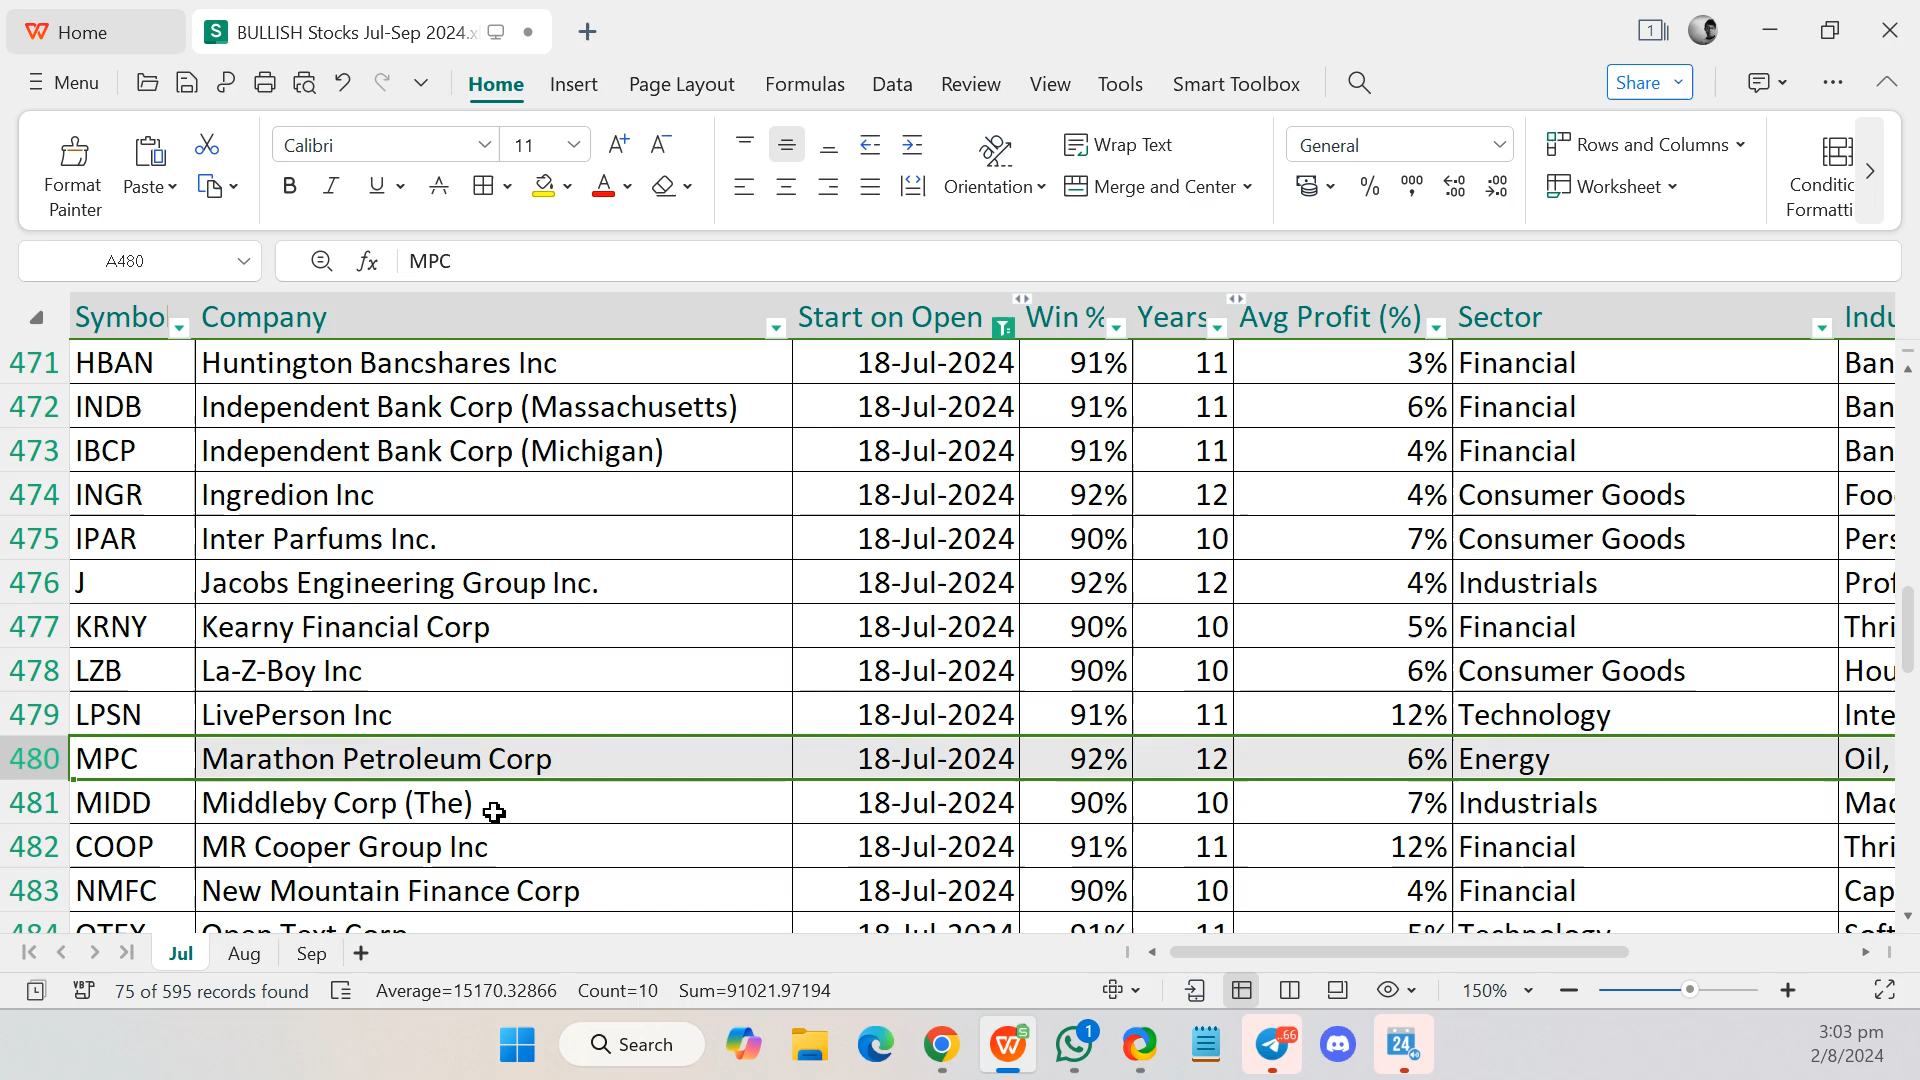 Home
BULLISH Stocks Jul-Sep 2024.x
Menu Home Insert Page Layout Formulas Data Review View Tools Smart Toolbox Share
Format Painter
Paste
Calibri 11
Orientation
Wrap Text
Merge and Center
General
Rows and Columns
Worksheet
Conditic
Formatti
A480 fx MPC
Symbol Company Start on Open Win % Years Avg Profit (%) Sector Indu
471 HBAN Huntington Bancshares Inc 18-Jul-2024 91% 11 3% Financial Ban
472 INDB Independent Bank Corp (Massachusetts) 18-Jul-2024 91% 11 6% Financial Ban
473 IBCP Independent Bank Corp (Michigan) 18-Jul-2024 91% 11 4% Financial Ban
474 INGR Ingredion Inc 18-Jul-2024 92% 12 4% Consumer Goods Foo
475 IPAR Inter Parfums Inc. 18-Jul-2024 90% 10 7% Consumer Goods Pers
476 J Jacobs Engineering Group Inc. 18-Jul-2024 92% 12 4% Industrials Prof
477 KRNY Kearny Financial Corp 18-Jul-2024 90% 10 5% Financial Thri
478 LZB La-Z-Boy Inc 18-Jul-2024 90% 10 6% Consumer Goods Hou
479 LPSN LivePerson Inc 18-Jul-2024 91% 11 12% Technology Inte
480 MPC Marathon Petroleum Corp 18-Jul-2024 92% 12 6% Energy Oil,
481 MIDD Middleby Corp (The) 18-Jul-2024 90% 10 7% Industrials Mac
482 COOP MR Cooper Group Inc 18-Jul-2024 91% 11 12% Financial Thri
483 NMFC New Mountain Finance Corp 18-Jul-2024 90% 10 4% Financial Cap
484 OTEX Open Text Corp 18-Jul-2024 91% 11 5% Technology Soft
Jul Aug Sep
75 of 595 records found Average=15170.32866 Count=10 Sum=91021.97194 150%
Search 1 66 24
3:03 pm
2/8/2024